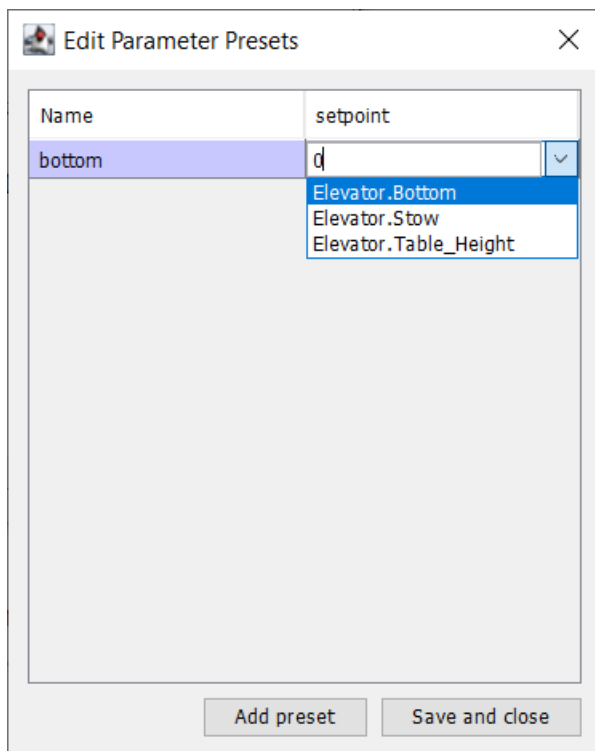 Edit Parameter Presets
Name setpoint
bottom 0
Elevator.Bottom
Elevator.Stow
Elevator.Table_Height
Add preset Save and close